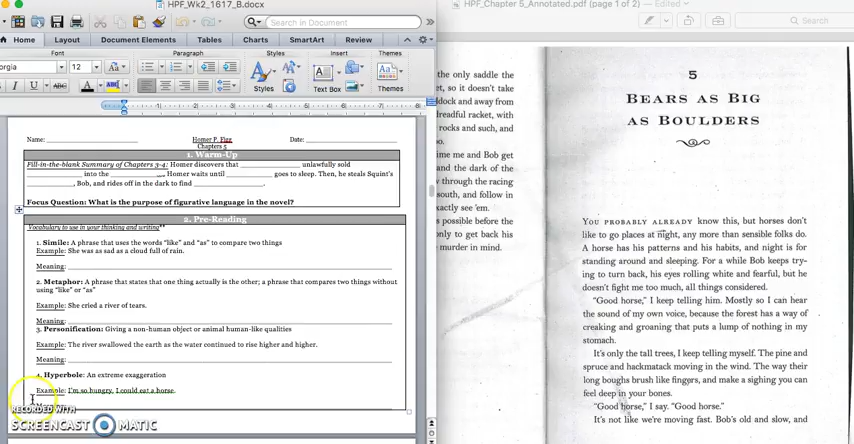 HPF_Wk2_1617_B.docx
Search in Document
Home Layout Document Elements Tables Charts SmartArt Review
Font Paragraph Styles Insert Themes
orgia 12 Aa
I U ABC A
Styles Text Box Themes
Name: Homer P. Figg Date:
Chapters 5
1. Warm-Up
Fill-in-the-blank Summary of Chapters 3-4: Homer discovers that unlawfully sold
into the . Homer waits until goes to sleep. Then, he steals Squint's
, Bob, and rides off in the dark to find .
Focus Question: What is the purpose of figurative language in the novel?
2. Pre-Reading
Vocabulary to use in your thinking and writing**
1. Simile: A phrase that uses the words "like" and "as" to compare two things
Example: She was as sad as a cloud full of rain.
Meaning:
2. Metaphor: A phrase that states that one thing actually is the other; a phrase that compares two things without
using "like" or "as"
Example: She cried a river of tears.
Meaning:
3. Personification: Giving a non-human object or animal human-like qualities
Example: The river swallowed the earth as the water continued to rise higher and higher.
Meaning:
4. Hyperbole: An extreme exaggeration
Example: I'm so hungry, I could eat a horse.
RECORDED WITH
SCREENCAST MATIC
HPF_Chapter 5_Annotated.pdf (page 1 of 2) Edited
Search
the only saddle the
et, so it doesn't take
ddock and away from
dreadful racket, with
rocks and such, and
oo.
ime me and Bob get
and the dark of the
w through the racing
south, and follow in
exactly see 'em.
s possible before the
only to get back his
murder in mind.
5
BEARS AS BIG
AS BOULDERS
YOU PROBABLY ALREADY know this, but horses don't
like to go places at night, any more than sensible folks do.
A horse has his patterns and his habits, and night is for
standing around and sleeping. For a while Bob keeps try-
ing to turn back, his eyes rolling white and fearful, but he
doesn't fight me too much, all things considered.
"Good horse," I keep telling him. Mostly so I can hear
the sound of my own voice, because the forest has a way of
creaking and groaning that puts a lump of nothing in my
stomach.
It's only the tall trees, I keep telling myself. The pine and
spruce and hackmatack moving in the wind. The way their
long boughs brush like fingers, and make a sighing you can
feel deep in your bones.
"Good horse," I say. "Good horse."
It's not like we're moving fast. Bob's old and slow, and